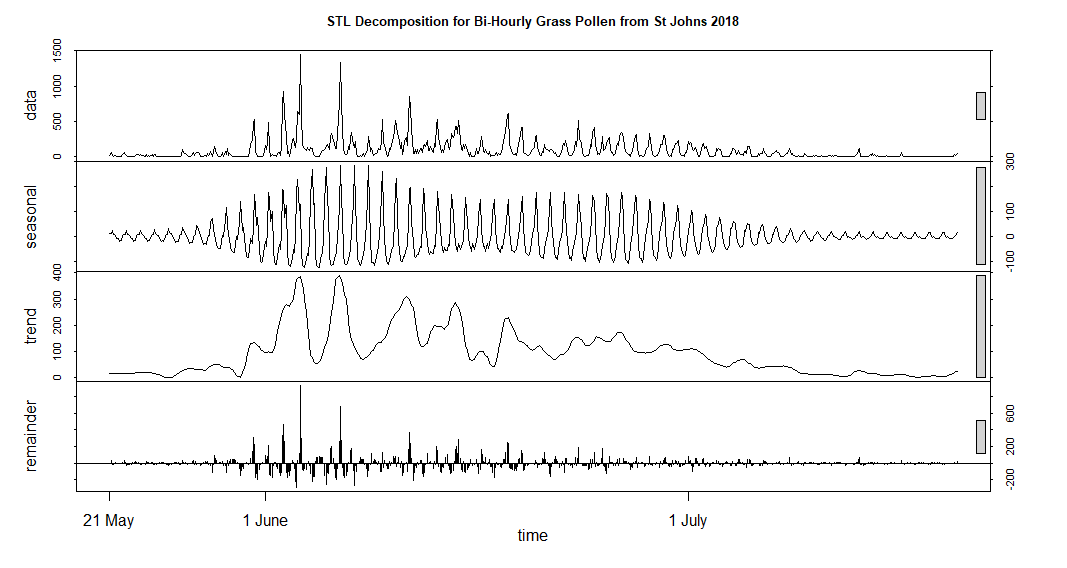 STL Decomposition for Bi-Hourly Grass Pollen from St Johns 2018
data
0 500 1000 1500
seasonal
-100 0 100 300
trend
0 100 200 300 400
remainder
-200 200 600
21 May 1 June 1 July
time